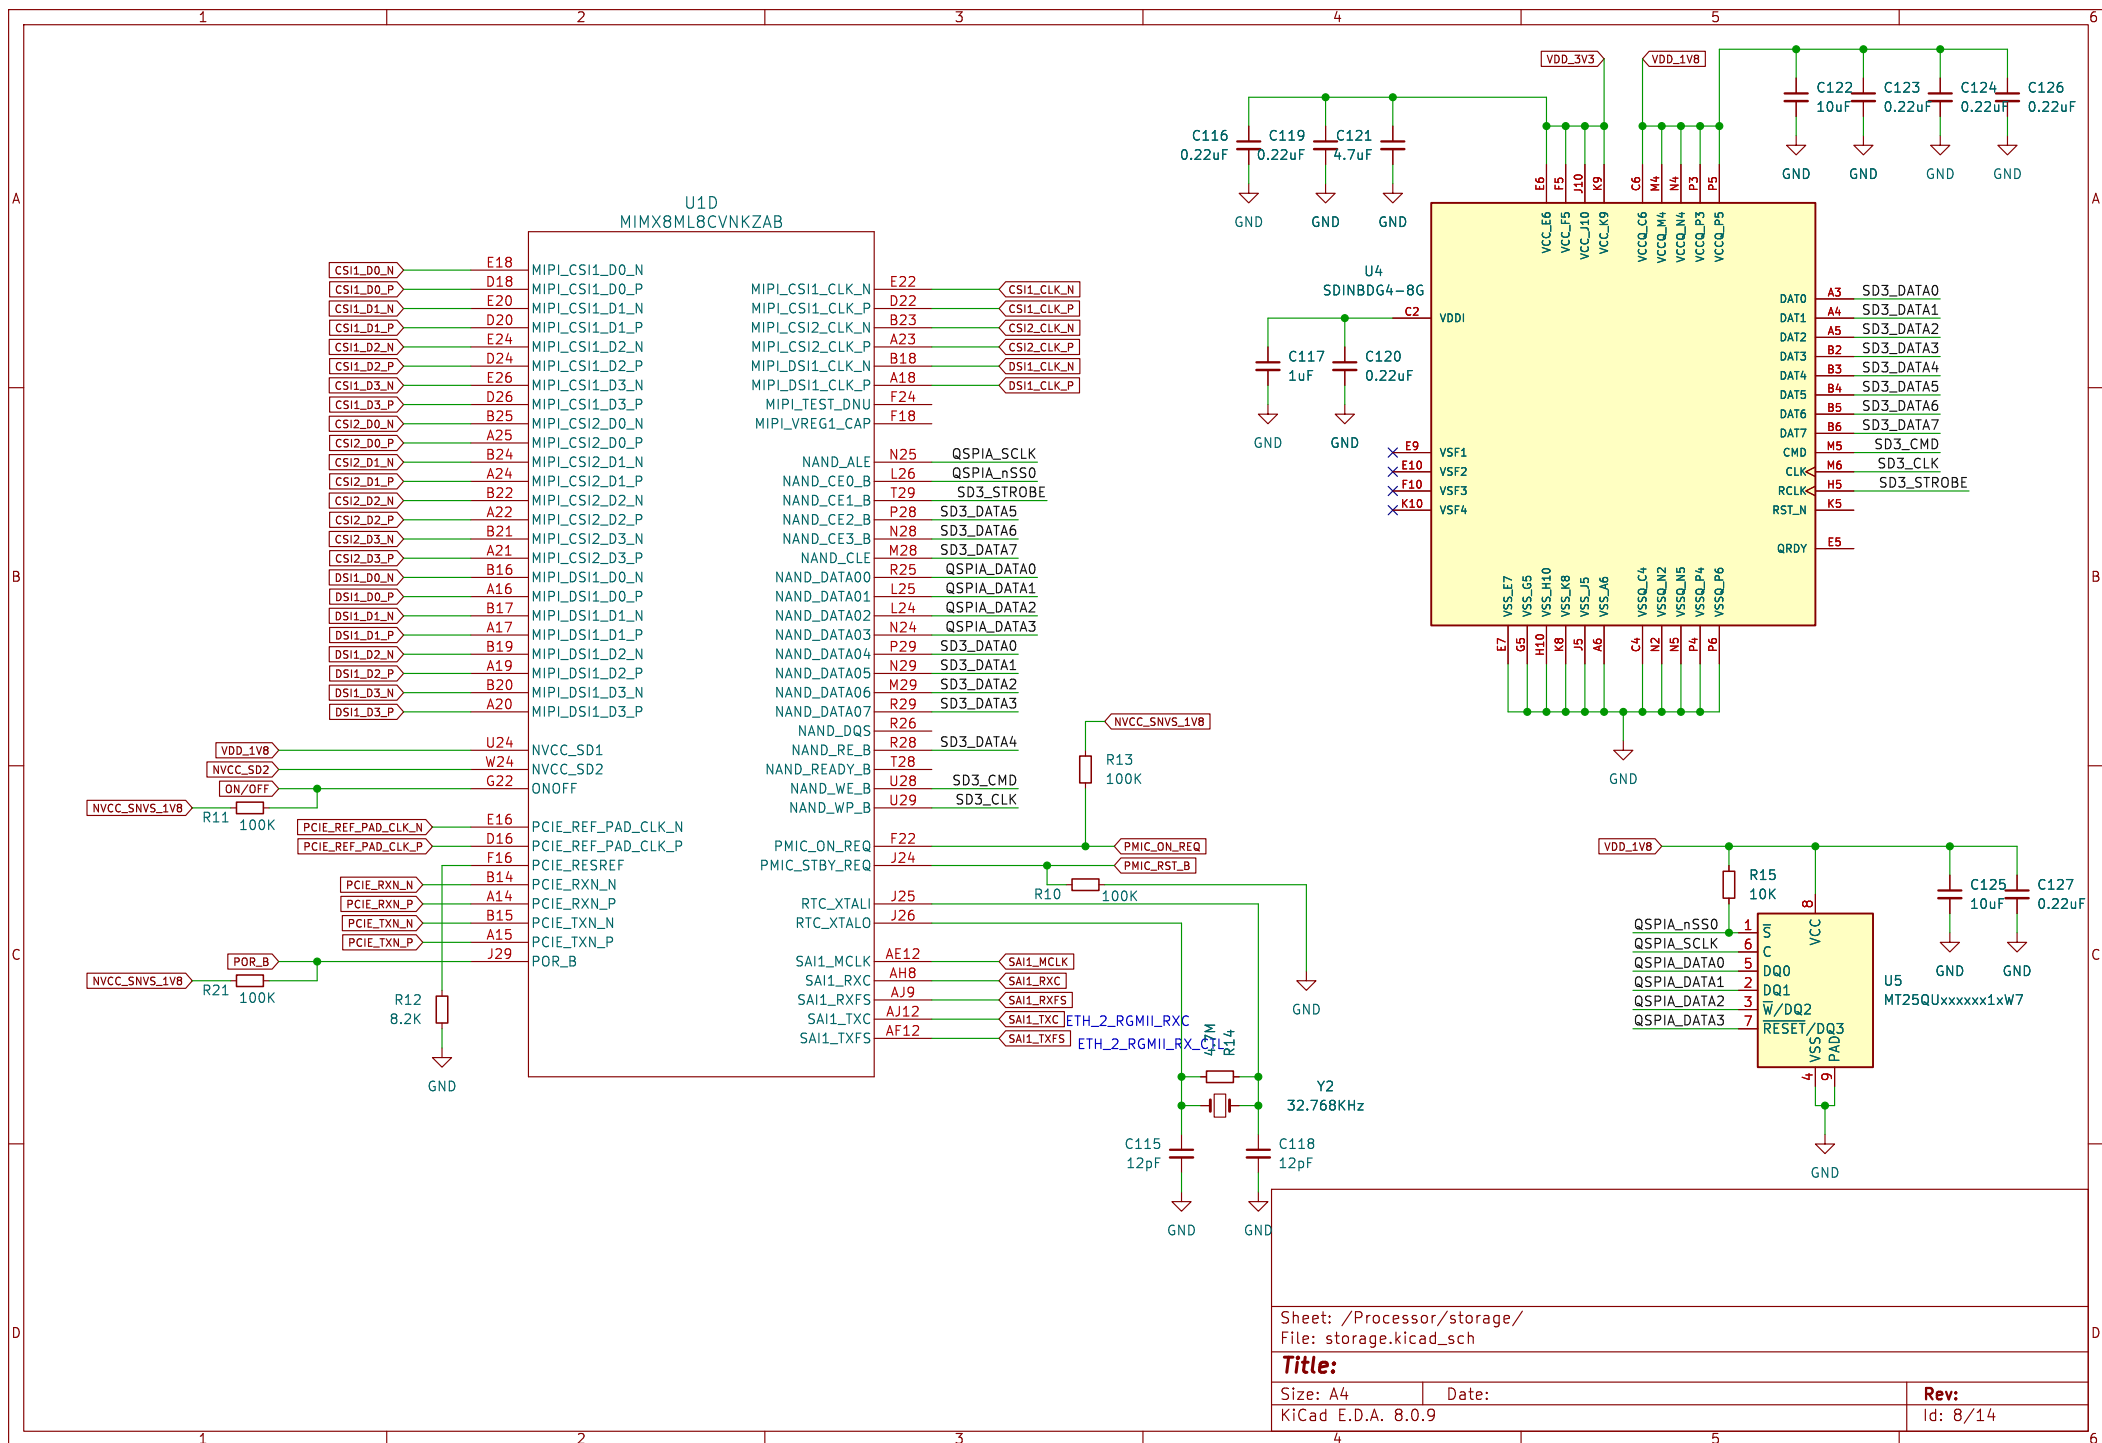 1 2 3 4 5 6
A
B
C
D
U1D
MIMX8ML8CVNKZAB
CSI1_D0_N E18 MIPI_CSI1_D0_N
CSI1_D0_P D18 MIPI_CSI1_D0_P
CSI1_D1_N E20 MIPI_CSI1_D1_N
CSI1_D1_P D20 MIPI_CSI1_D1_P
CSI1_D2_N E24 MIPI_CSI1_D2_N
CSI1_D2_P D24 MIPI_CSI1_D2_P
CSI1_D3_N E26 MIPI_CSI1_D3_N
CSI1_D3_P D26 MIPI_CSI1_D3_P
CSI2_D0_N B25 MIPI_CSI2_D0_N
CSI2_D0_P A25 MIPI_CSI2_D0_P
CSI2_D1_N B24 MIPI_CSI2_D1_N
CSI2_D1_P A24 MIPI_CSI2_D1_P
CSI2_D2_N B22 MIPI_CSI2_D2_N
CSI2_D2_P A22 MIPI_CSI2_D2_P
CSI2_D3_N B21 MIPI_CSI2_D3_N
CSI2_D3_P A21 MIPI_CSI2_D3_P
DSI1_D0_N B16 MIPI_DSI1_D0_N
DSI1_D0_P A16 MIPI_DSI1_D0_P
DSI1_D1_N B17 MIPI_DSI1_D1_N
DSI1_D1_P A17 MIPI_DSI1_D1_P
DSI1_D2_N B19 MIPI_DSI1_D2_N
DSI1_D2_P A19 MIPI_DSI1_D2_P
DSI1_D3_N B20 MIPI_DSI1_D3_N
DSI1_D3_P A20 MIPI_DSI1_D3_P
VDD_1V8 U24 NVCC_SD1
NVCC_SD2 W24 NVCC_SD2
ON/OFF G22 ONOFF
NVCC_SNVS_1V8 R11 100K
PCIE_REF_PAD_CLK_N E16 PCIE_REF_PAD_CLK_N
PCIE_REF_PAD_CLK_P D16 PCIE_REF_PAD_CLK_P
F16 PCIE_RESREF
PCIE_RXN_N B14 PCIE_RXN_N
PCIE_RXN_P A14 PCIE_RXN_P
PCIE_TXN_N B15 PCIE_TXN_N
PCIE_TXN_P A15 PCIE_TXN_P
POR_B J29 POR_B
NVCC_SNVS_1V8 R21 100K
R12
8.2K
GND
MIPI_CSI1_CLK_N E22 CSI1_CLK_N
MIPI_CSI1_CLK_P D22 CSI1_CLK_P
MIPI_CSI2_CLK_N B23 CSI2_CLK_N
MIPI_CSI2_CLK_P A23 CSI2_CLK_P
MIPI_DSI1_CLK_N B18 DSI1_CLK_N
MIPI_DSI1_CLK_P A18 DSI1_CLK_P
MIPI_TEST_DNU F24
MIPI_VREG1_CAP F18
NAND_ALE N25 QSPIA_SCLK
NAND_CE0_B L26 QSPIA_nSS0
NAND_CE1_B T29 SD3_STROBE
NAND_CE2_B P28 SD3_DATA5
NAND_CE3_B N28 SD3_DATA6
NAND_CLE M28 SD3_DATA7
NAND_DATA00 R25 QSPIA_DATA0
NAND_DATA01 L25 QSPIA_DATA1
NAND_DATA02 L24 QSPIA_DATA2
NAND_DATA03 N24 QSPIA_DATA3
NAND_DATA04 P29 SD3_DATA0
NAND_DATA05 N29 SD3_DATA1
NAND_DATA06 M29 SD3_DATA2
NAND_DATA07 R29 SD3_DATA3
NAND_DQS R26
NAND_RE_B R28 SD3_DATA4
NAND_READY_B T28
NAND_WE_B U28 SD3_CMD
NAND_WP_B U29 SD3_CLK
PMIC_ON_REQ F22 PMIC_ON_REQ
PMIC_STBY_REQ J24 PMIC_RST_B
RTC_XTALI J25
RTC_XTALO J26
SAI1_MCLK AE12 SAI1_MCLK
SAI1_RXC AH8 SAI1_RXC
SAI1_RXFS AJ9 SAI1_RXFS
SAI1_TXC AJ12 SAI1_TXC ETH_2_RGMII_RXC
SAI1_TXFS AF12 SAI1_TXFS ETH_2_RGMII_RX_CTL
NVCC_SNVS_1V8
R13
100K
R10 100K
GND
4.7M
R14
Y2
32.768KHz
C115
12pF
GND
C118
12pF
GND
VDD_3V3 VDD_1V8
C116
0.22uF
GND
C119
0.22uF
GND
C121
4.7uF
GND
C122
10uF
GND
C123
0.22uF
GND
C124
0.22uF
GND
C126
0.22uF
GND
E6 F5 J10 K9 C6 M4 N4 P3 P5
VCC_E6 VCC_F5 VCC_J10 VCC_K9 VCCQ_C6 VCCQ_M4 VCCQ_N4 VCCQ_P3 VCCQ_P5
U4
SDINBDG4-8G
C2 VDDI
C117
1uF
GND
C120
0.22uF
GND
E9 VSF1
E10 VSF2
F10 VSF3
K10 VSF4
DAT0 A3 SD3_DATA0
DAT1 A4 SD3_DATA1
DAT2 A5 SD3_DATA2
DAT3 B2 SD3_DATA3
DAT4 B3 SD3_DATA4
DAT5 B4 SD3_DATA5
DAT6 B5 SD3_DATA6
DAT7 B6 SD3_DATA7
CMD M5 SD3_CMD
CLK M6 SD3_CLK
RCLK H5 SD3_STROBE
RST_N K5
QRDY E5
VSS_E7 VSS_G5 VSS_H10 VSS_K8 VSS_J5 VSS_A6 VSSQ_C4 VSSQ_N2 VSSQ_N5 VSSQ_P4 VSSQ_P6
E7 G5 H10 K8 J5 A6 C4 N2 N5 P4 P6
GND
VDD_1V8
R15
10K
C125
10uF
GND
C127
0.22uF
GND
8
VCC
QSPIA_nSS0 1 S
QSPIA_SCLK 6 C
QSPIA_DATA0 5 DQ0
QSPIA_DATA1 2 DQ1
QSPIA_DATA2 3 W/DQ2
QSPIA_DATA3 7 RESET/DQ3
VSS PAD
4 9
U5
MT25QUxxxxxx1xW7
GND
Sheet: /Processor/storage/
File: storage.kicad_sch
Title:
Size: A4 Date: Rev:
KiCad E.D.A. 8.0.9 Id: 8/14
A
B
C
D
1 2 3 4 5 6